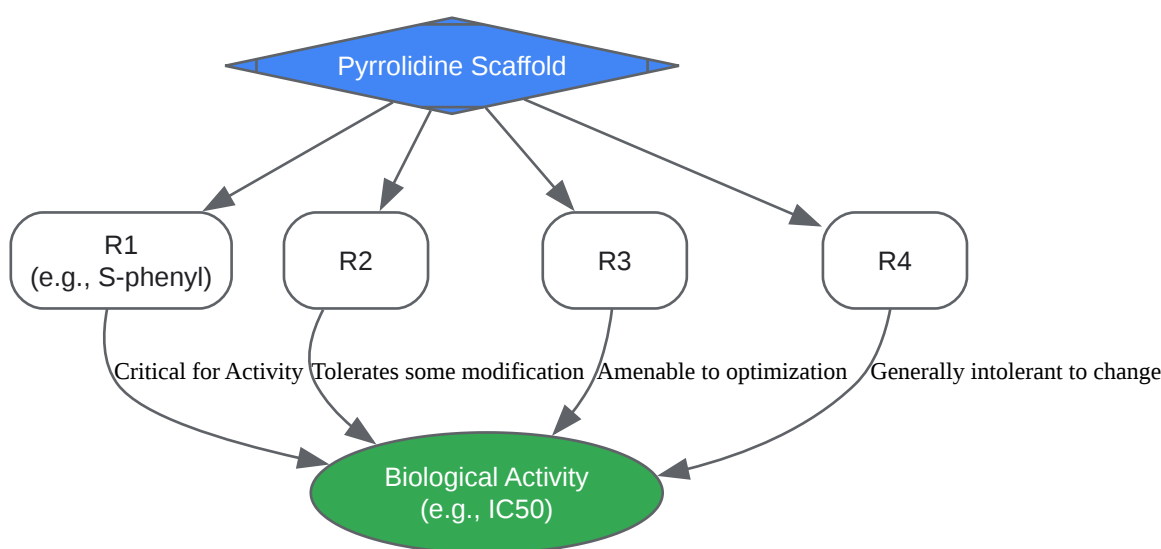 Pyrrolidine Scaffold
R1
(e.g., S-phenyl)
R2
R3
R4
Critical for Activity
Tolerates some modification
Amenable to optimization
Generally intolerant to change
Biological Activity
(e.g., IC50)